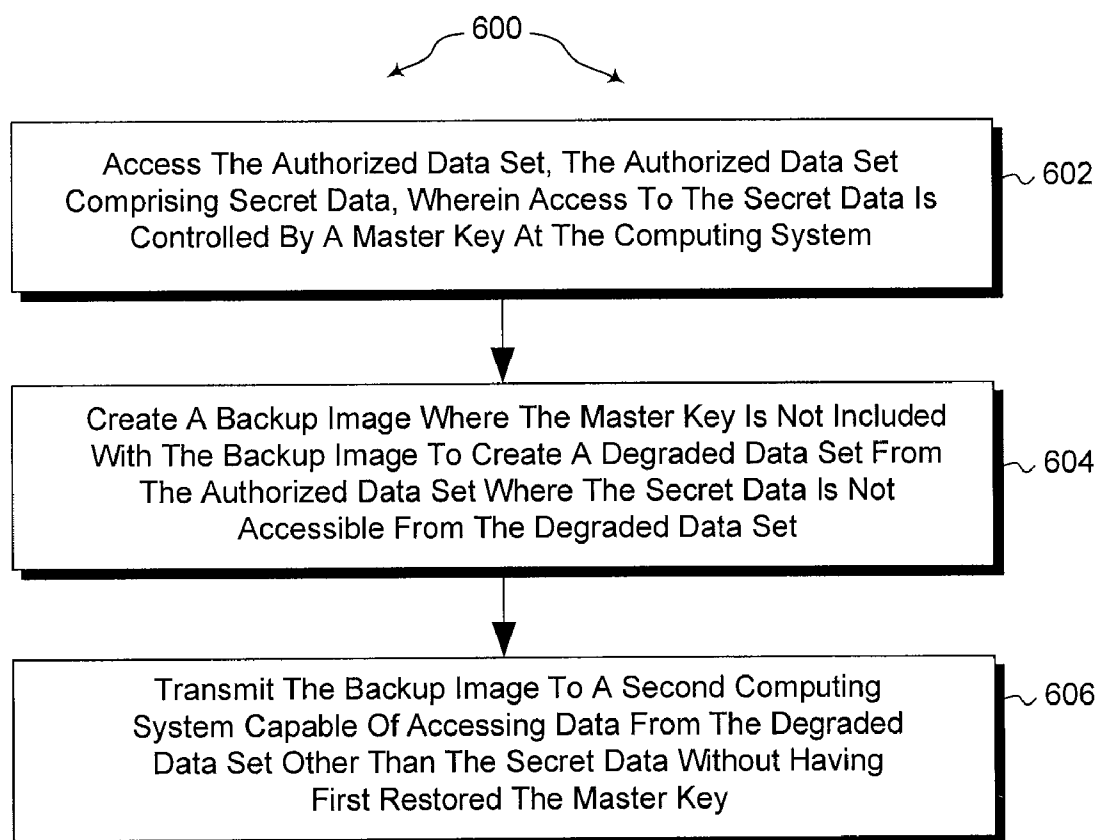 600
Access The Authorized Data Set, The Authorized Data Set
Comprising Secret Data, Wherein Access To The Secret Data Is
Controlled By A Master Key At The Computing System
602
Create A Backup Image Where The Master Key Is Not Included
With The Backup Image To Create A Degraded Data Set From
The Authorized Data Set Where The Secret Data Is Not
Accessible From The Degraded Data Set
604
Transmit The Backup Image To A Second Computing
System Capable Of Accessing Data From The Degraded
Data Set Other Than The Secret Data Without Having
First Restored The Master Key
606